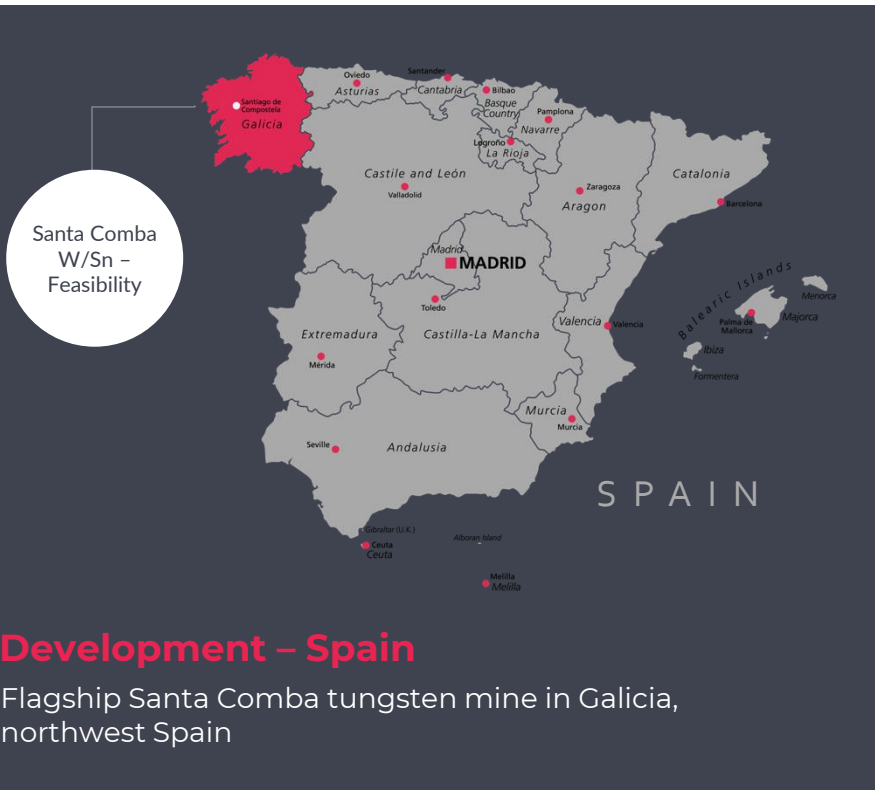 Oviedo
Asturias
Santander
Cantabria
Bilbao
Basque
Country
Pamplona
Navarre
Logroño
La Rioja
Santiago de
Compostela
Galicia
Castile and León
Valladolid
Zaragoza
Aragon
Catalonia
Barcelona
Santa Comba
W/Sn –
Feasibility
Madrid
MADRID
Toledo
Castilla-La Mancha
Extremadura
Mérida
Valencia
Valencia
Balearic Islands
Menorca
Majorca
Palma de
Mallorca
Ibiza
Formentera
Murcia
Murcia
Seville
Andalusia
SPAIN
Gibraltar (U.K.)
Ceuta
Ceuta
Alboran Island
Melilla
Melilla
Development – Spain
Flagship Santa Comba tungsten mine in Galicia,
northwest Spain